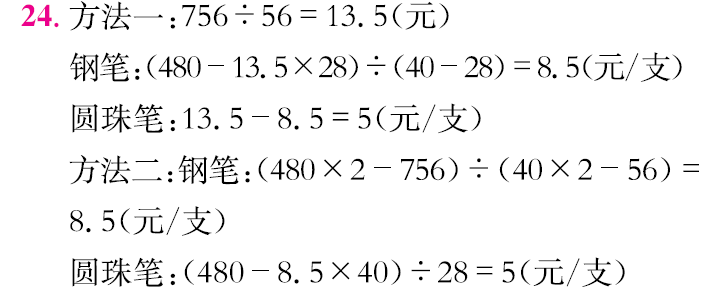 24. 方法一:756÷56=13.5(元)
钢笔:(480-13.5×28)÷(40-28)=8.5(元/支)
圆珠笔:13.5-8.5=5(元/支)
方法二:钢笔:(480×2-756)÷(40×2-56)=
8.5(元/支)
圆珠笔:(480-8.5×40)÷28=5(元/支)